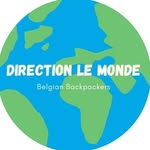 DIRECTION LE MONDE
Belgian Backpackers